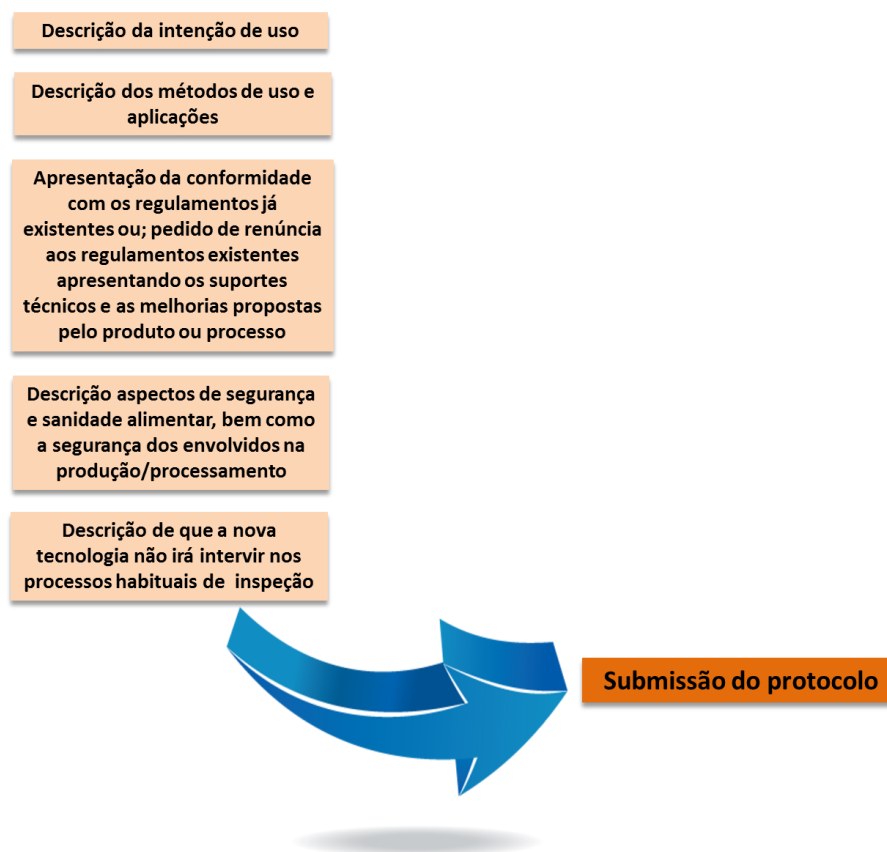 Descrição da intenção de uso
Descrição dos métodos de uso e
aplicações
Apresentação da conformidade
com os regulamentos já
existentes ou; pedido de renúncia
aos regulamentos existentes
apresentando os suportes
técnicos e as melhorias propostas
pelo produto ou processo
Descrição aspectos de segurança
e sanidade alimentar, bem como
a segurança dos envolvidos na
produção/processamento
Descrição de que a nova
tecnologia não irá intervir nos
processos habituais de inspeção
Submissão do protocolo